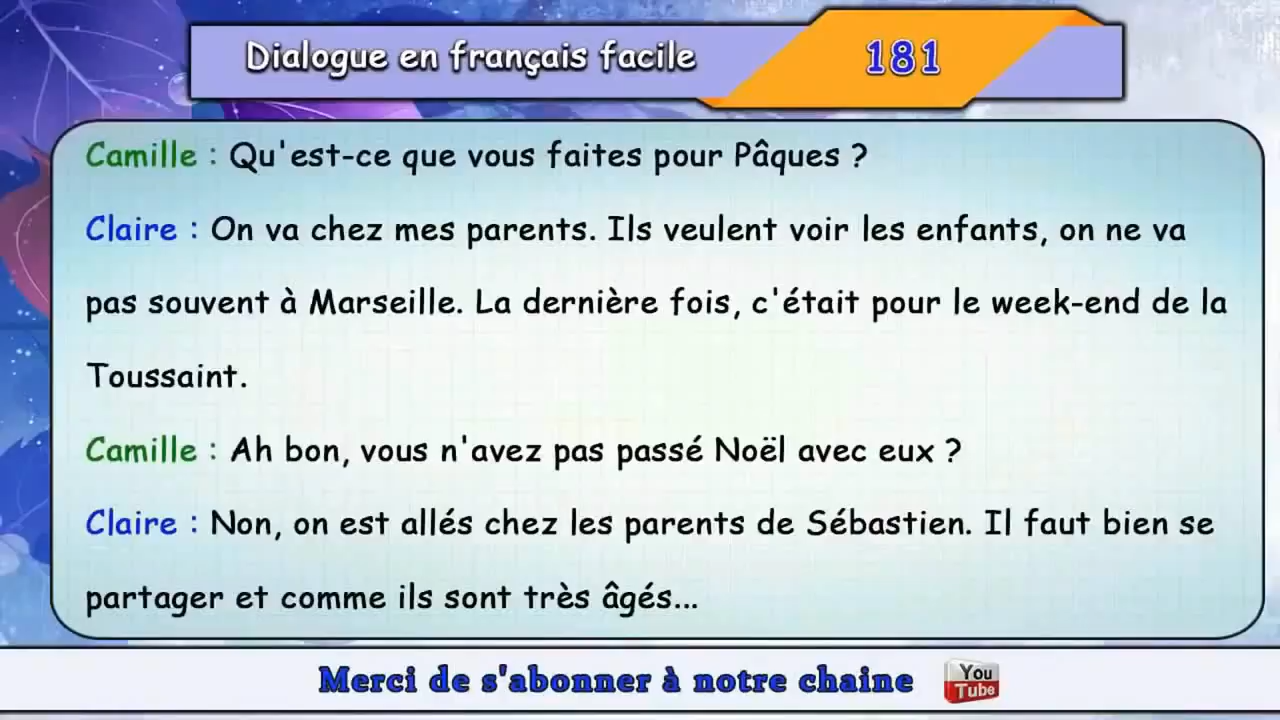 Dialogue en français facile
181
Camille : Qu'est-ce que vous faites pour Pâques ?
Claire : On va chez mes parents. Ils veulent voir les enfants, on ne va
pas souvent à Marseille. La dernière fois, c'était pour le week-end de la
Toussaint.
Camille : Ah bon, vous n'avez pas passé Noël avec eux ?
Claire : Non, on est allés chez les parents de Sébastien. Il faut bien se
partager et comme ils sont très âgés...
Merci de s'abonner à notre chaine
You
Tube